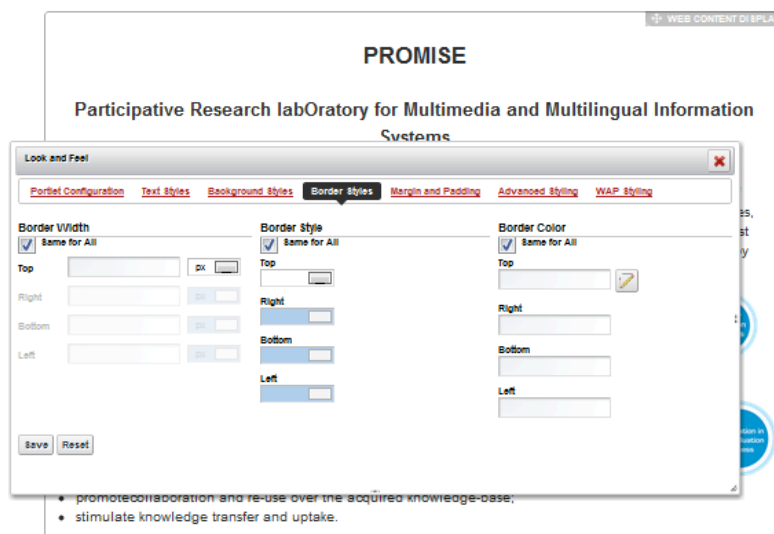 WEB CONTENT DISPLA
PROMISE
Participative Research labOratory for Multimedia and Multilingual Information
Systems
Look and Feel
Portlet Configuration Text Styles Background Styles Border Styles Margin and Padding Advanced Styling WAP Styling
Border Width Border Style Border Color
Same for All Same for All Same for All
Top px Top Top
Right px Right Right
Bottom px Bottom Bottom
Left px Left Left
Save Reset
promotecollaboration and re-use over the acquired knowledge-base;
stimulate knowledge transfer and uptake.